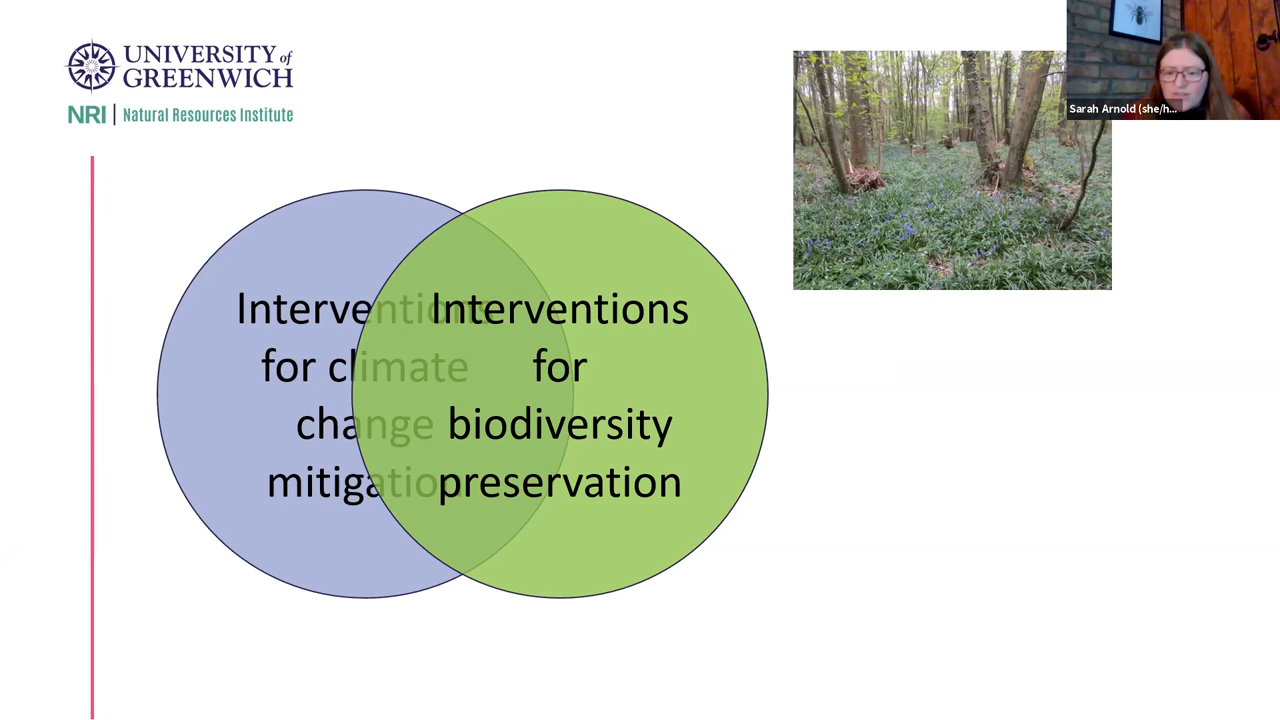 UNIVERSITY of
GREENWICH
NRI | Natural Resources Institute
Sarah Arnold (she/h...
Interventions
for climate
change
mitigation
Interventions
for
biodiversity
preservation